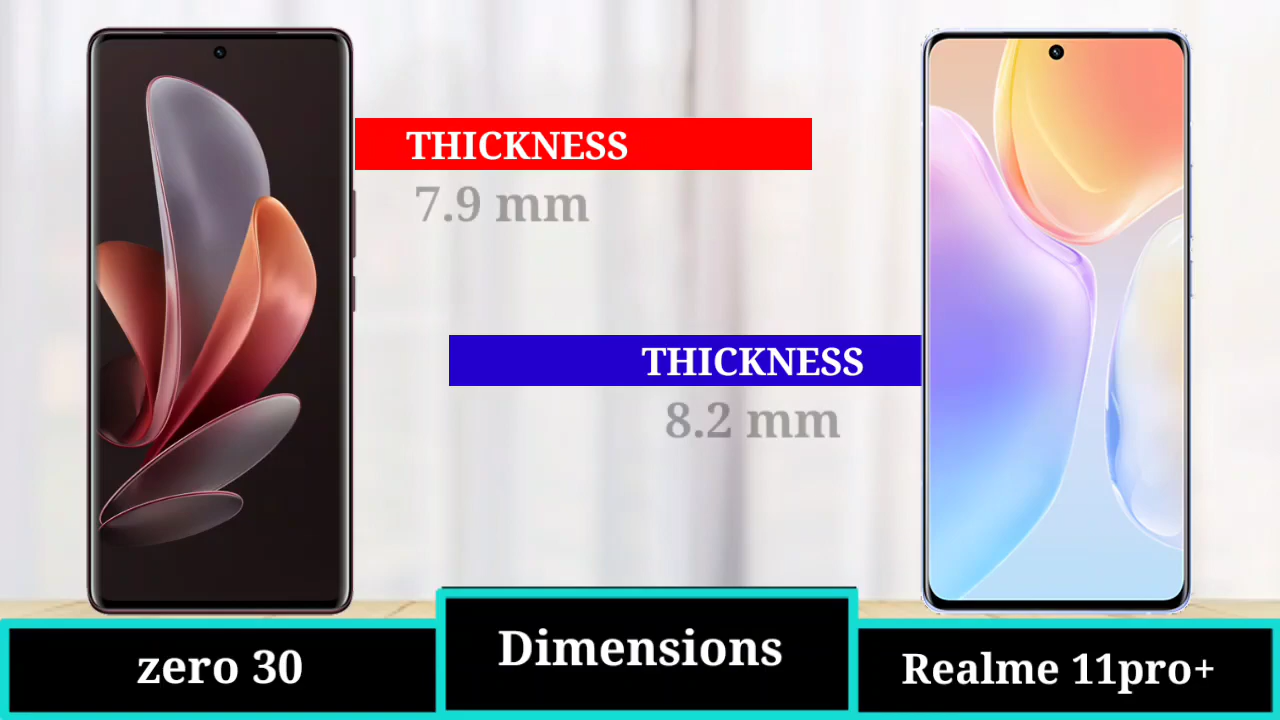 THICKNESS
7.9 mm
THICKNESS
8.2 mm
zero 30
Dimensions
Realme 11pro+